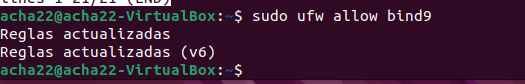 acha22@acha22-VirtualBox:~$ sudo ufw allow bind9
Reglas actualizadas
Reglas actualizadas (v6)
acha22@acha22-VirtualBox:~$